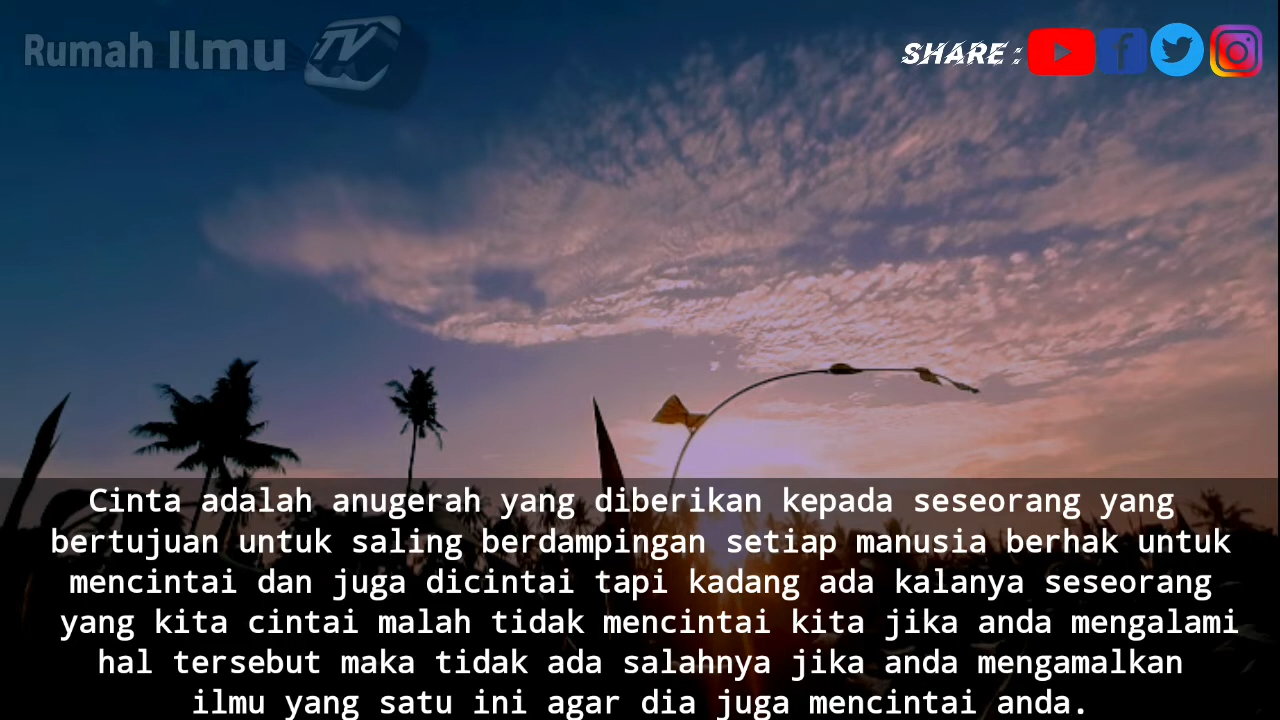 Rumah Ilmu TV
SHARE :
Cinta adalah anugerah yang diberikan kepada seseorang yang
bertujuan untuk saling berdampingan setiap manusia berhak untuk
mencintai dan juga dicintai tapi kadang ada kalanya seseorang
yang kita cintai malah tidak mencintai kita jika anda mengalami
hal tersebut maka tidak ada salahnya jika anda mengamalkan
ilmu yang satu ini agar dia juga mencintai anda.